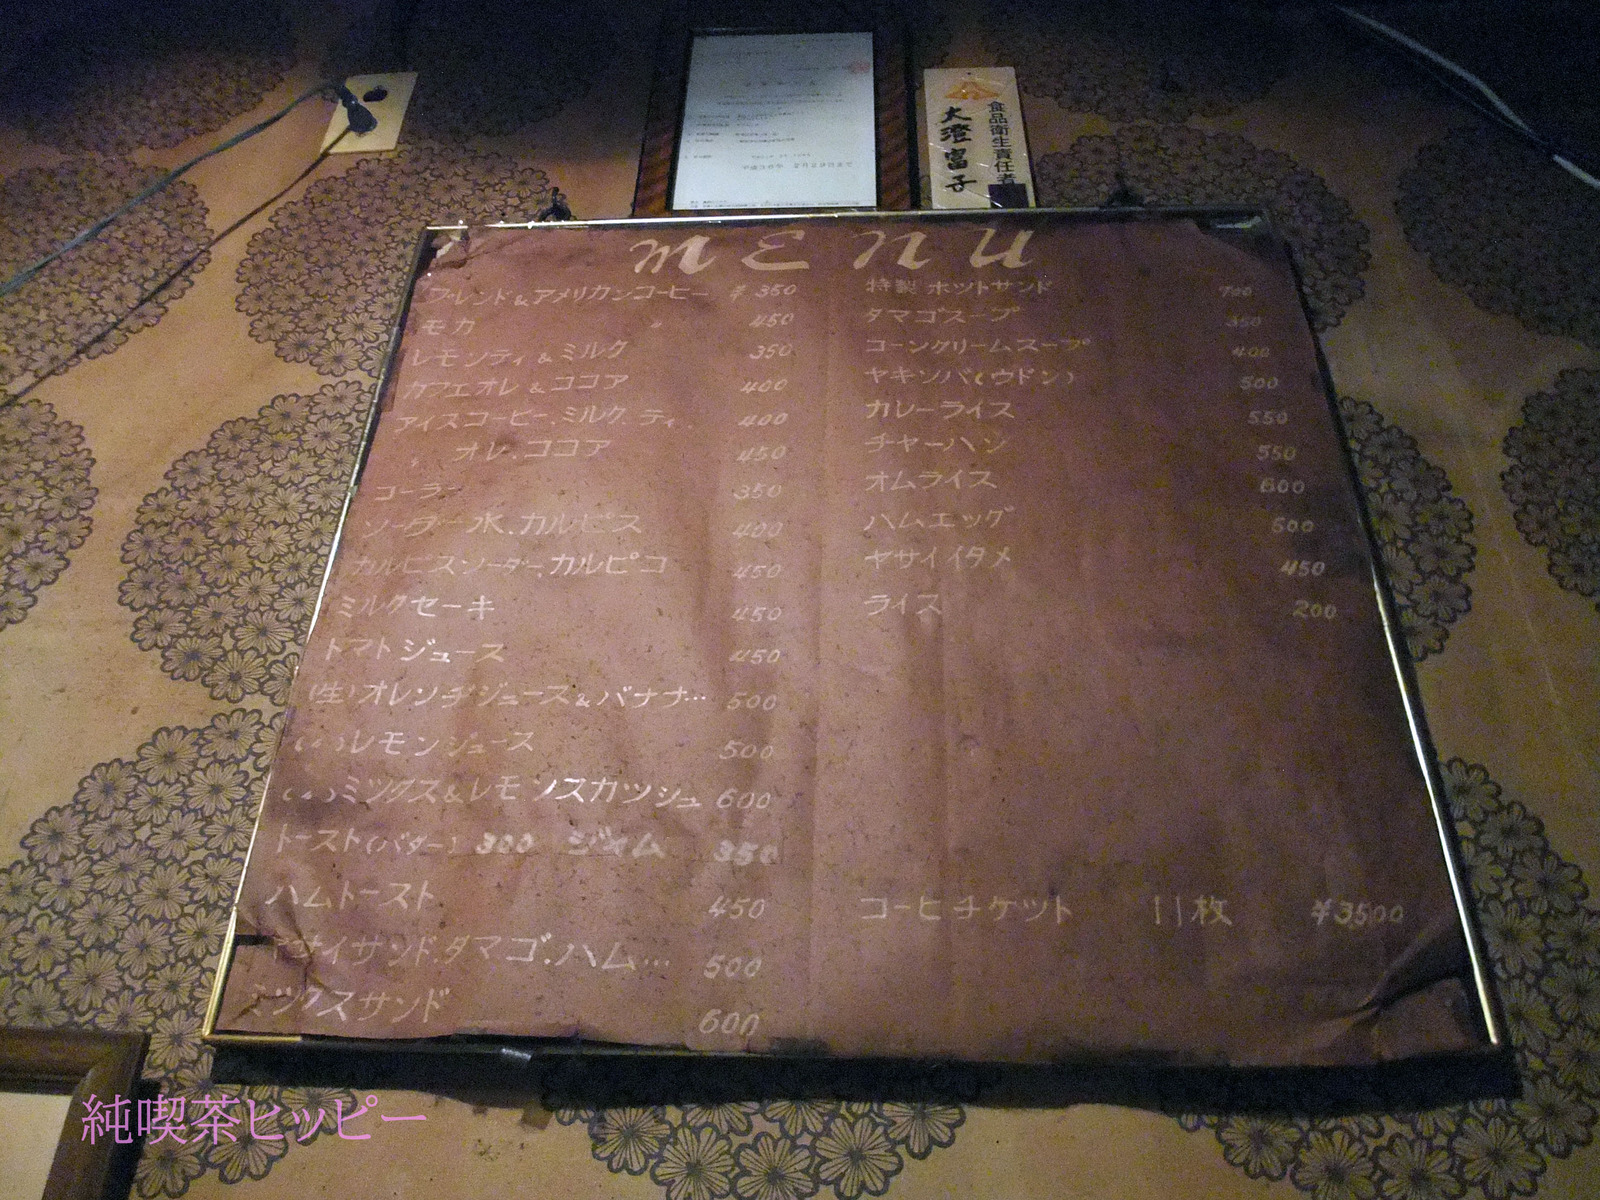 食品衛生責任者
大澄富子
MENU
ブレンド&アメリカンコーヒー ¥350
モカ 〃 450
レモンティ&ミルク 350
カフェオレ&ココア 400
アイスコーヒー.ミルク.ティ. 400
〃 オレ.ココア 450
コーラー 350
ソーダー水.カルピス 400
カルピスソーダー.カルピコ 450
ミルクセーキ 450
トマトジュース 450
(生)オレンヂジュース&バナナ… 500
(〃)レモンジュース 500
(〃)ミックス&レモンスカッシュ 600
トースト(バター) 300 ジャム 350
ハムトースト 450
ヤサイサンド.タマゴ.ハム… 500
ミックスサンド 600
特製ホットサンド 700
タマゴスープ 350
コーンクリームスープ 400
ヤキソバ(ウドン) 500
カレーライス 550
チャーハン 550
オムライス 600
ハムエッグ 500
ヤサイイタメ 450
ライス 200
コーヒチケット 11枚 ¥3500
純喫茶ヒッピー